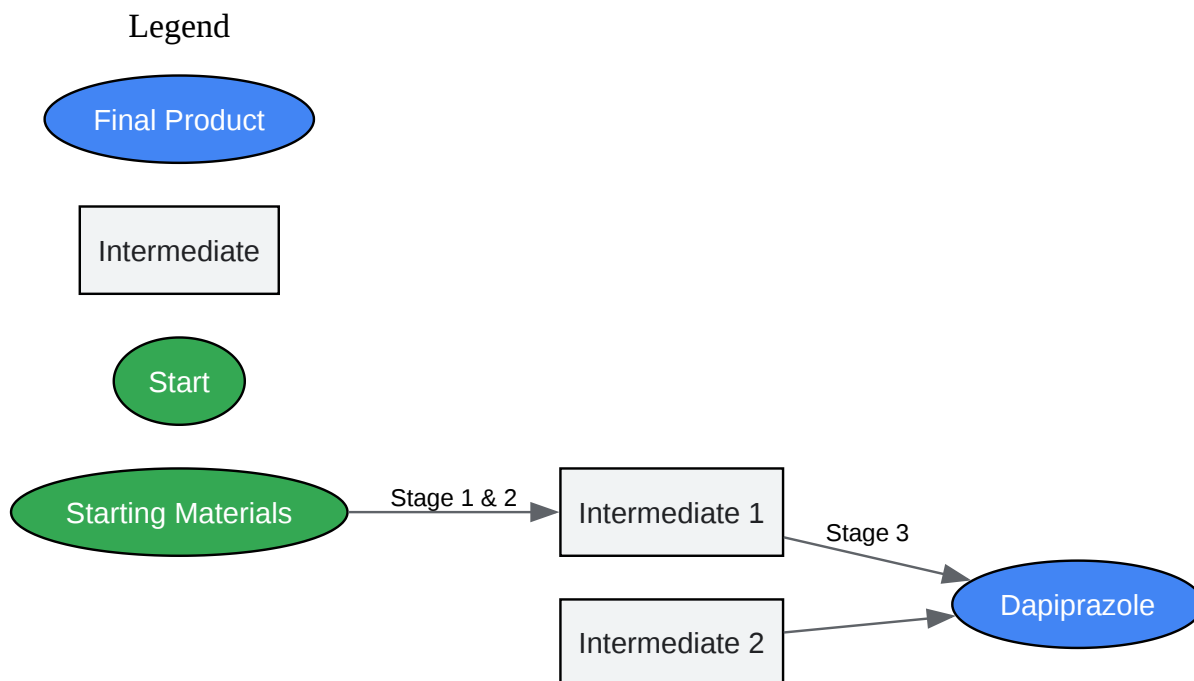 Legend
Final Product
Intermediate
Start
Starting Materials
Stage 1 & 2
Intermediate 1
Stage 3
Dapiprazole
Intermediate 2